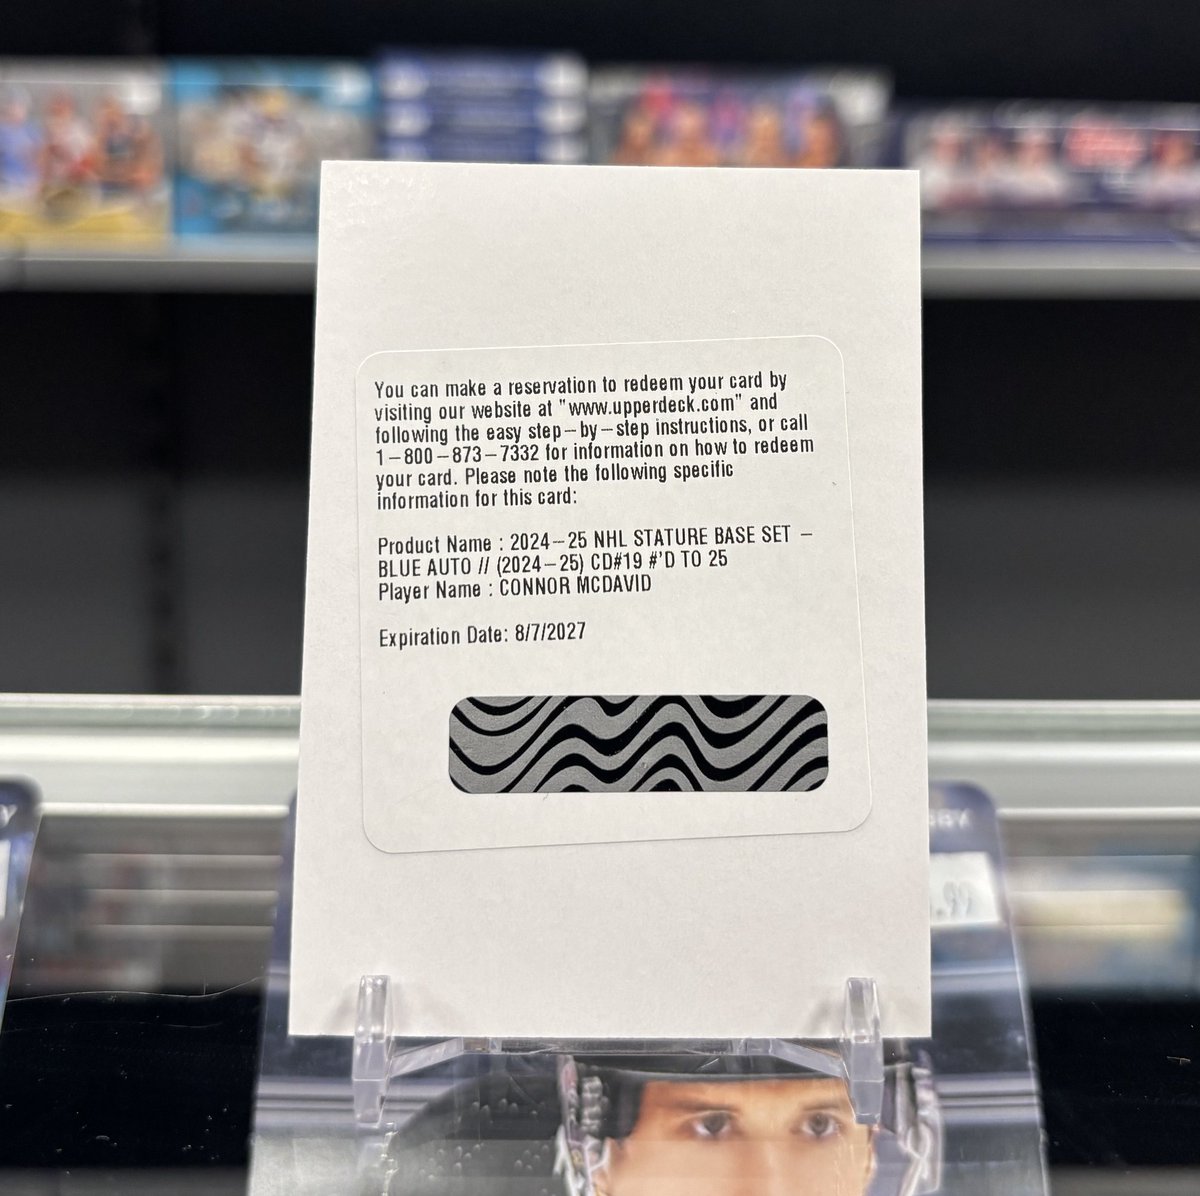 You can make a reservation to redeem your card by
visiting our website at "www.upperdeck.com" and
following the easy step-by-step instructions, or call
1-800-873-7332 for information on how to redeem
your card. Please note the following specific
information for this card:
Product Name : 2024-25 NHL STATURE BASE SET -
BLUE AUTO // (2024-25) CD#19 #'D TO 25
Player Name : CONNOR MCDAVID
Expiration Date: 8/7/2027
.99